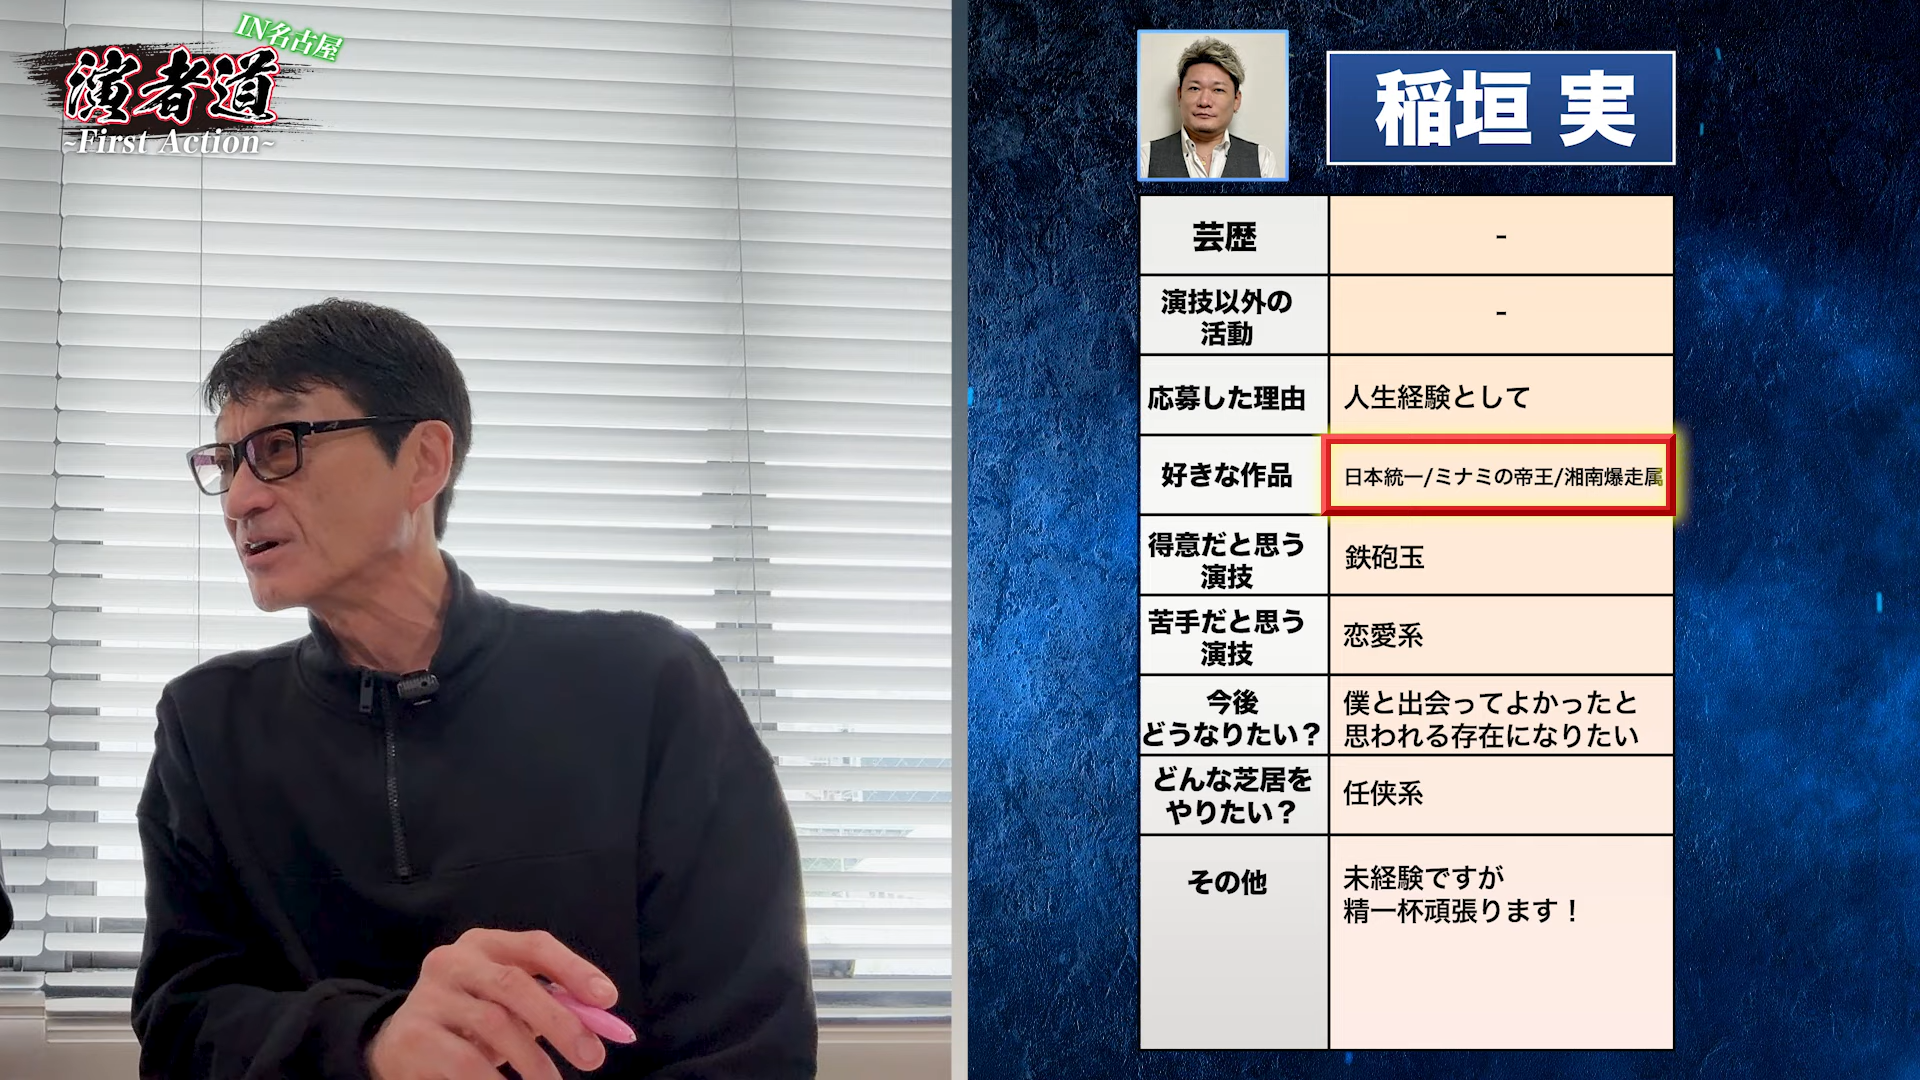 IN名古屋
演者道
~First Action~
稲垣 実
芸歴
-
演技以外の
活動
-
応募した理由
人生経験として
好きな作品
日本統一/ミナミの帝王/湘南爆走属
得意だと思う
演技
鉄砲玉
苦手だと思う
演技
恋愛系
今後
どうなりたい？
僕と出会ってよかったと
思われる存在になりたい
どんな芝居を
やりたい？
任侠系
その他
未経験ですが
精一杯頑張ります！